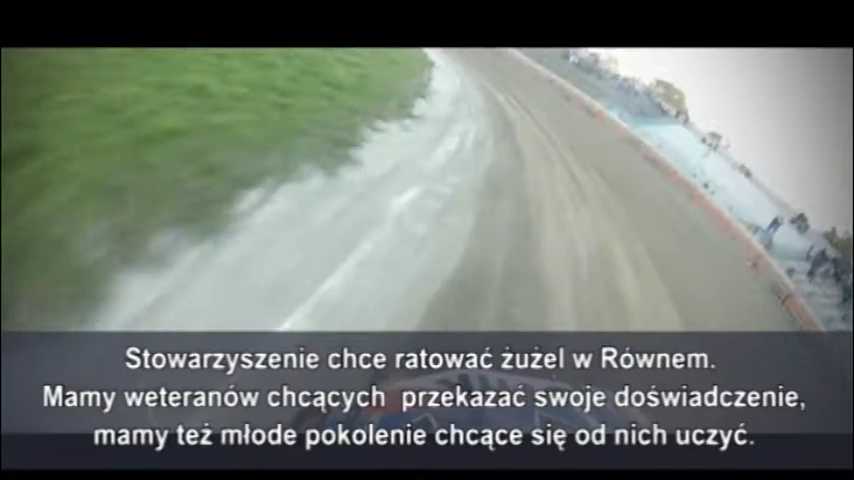 Stowarzyszenie chce ratować żużel w Równem.
Mamy weteranów chcących przekazać swoje doświadczenie,
mamy też młode pokolenie chcące się od nich uczyć.